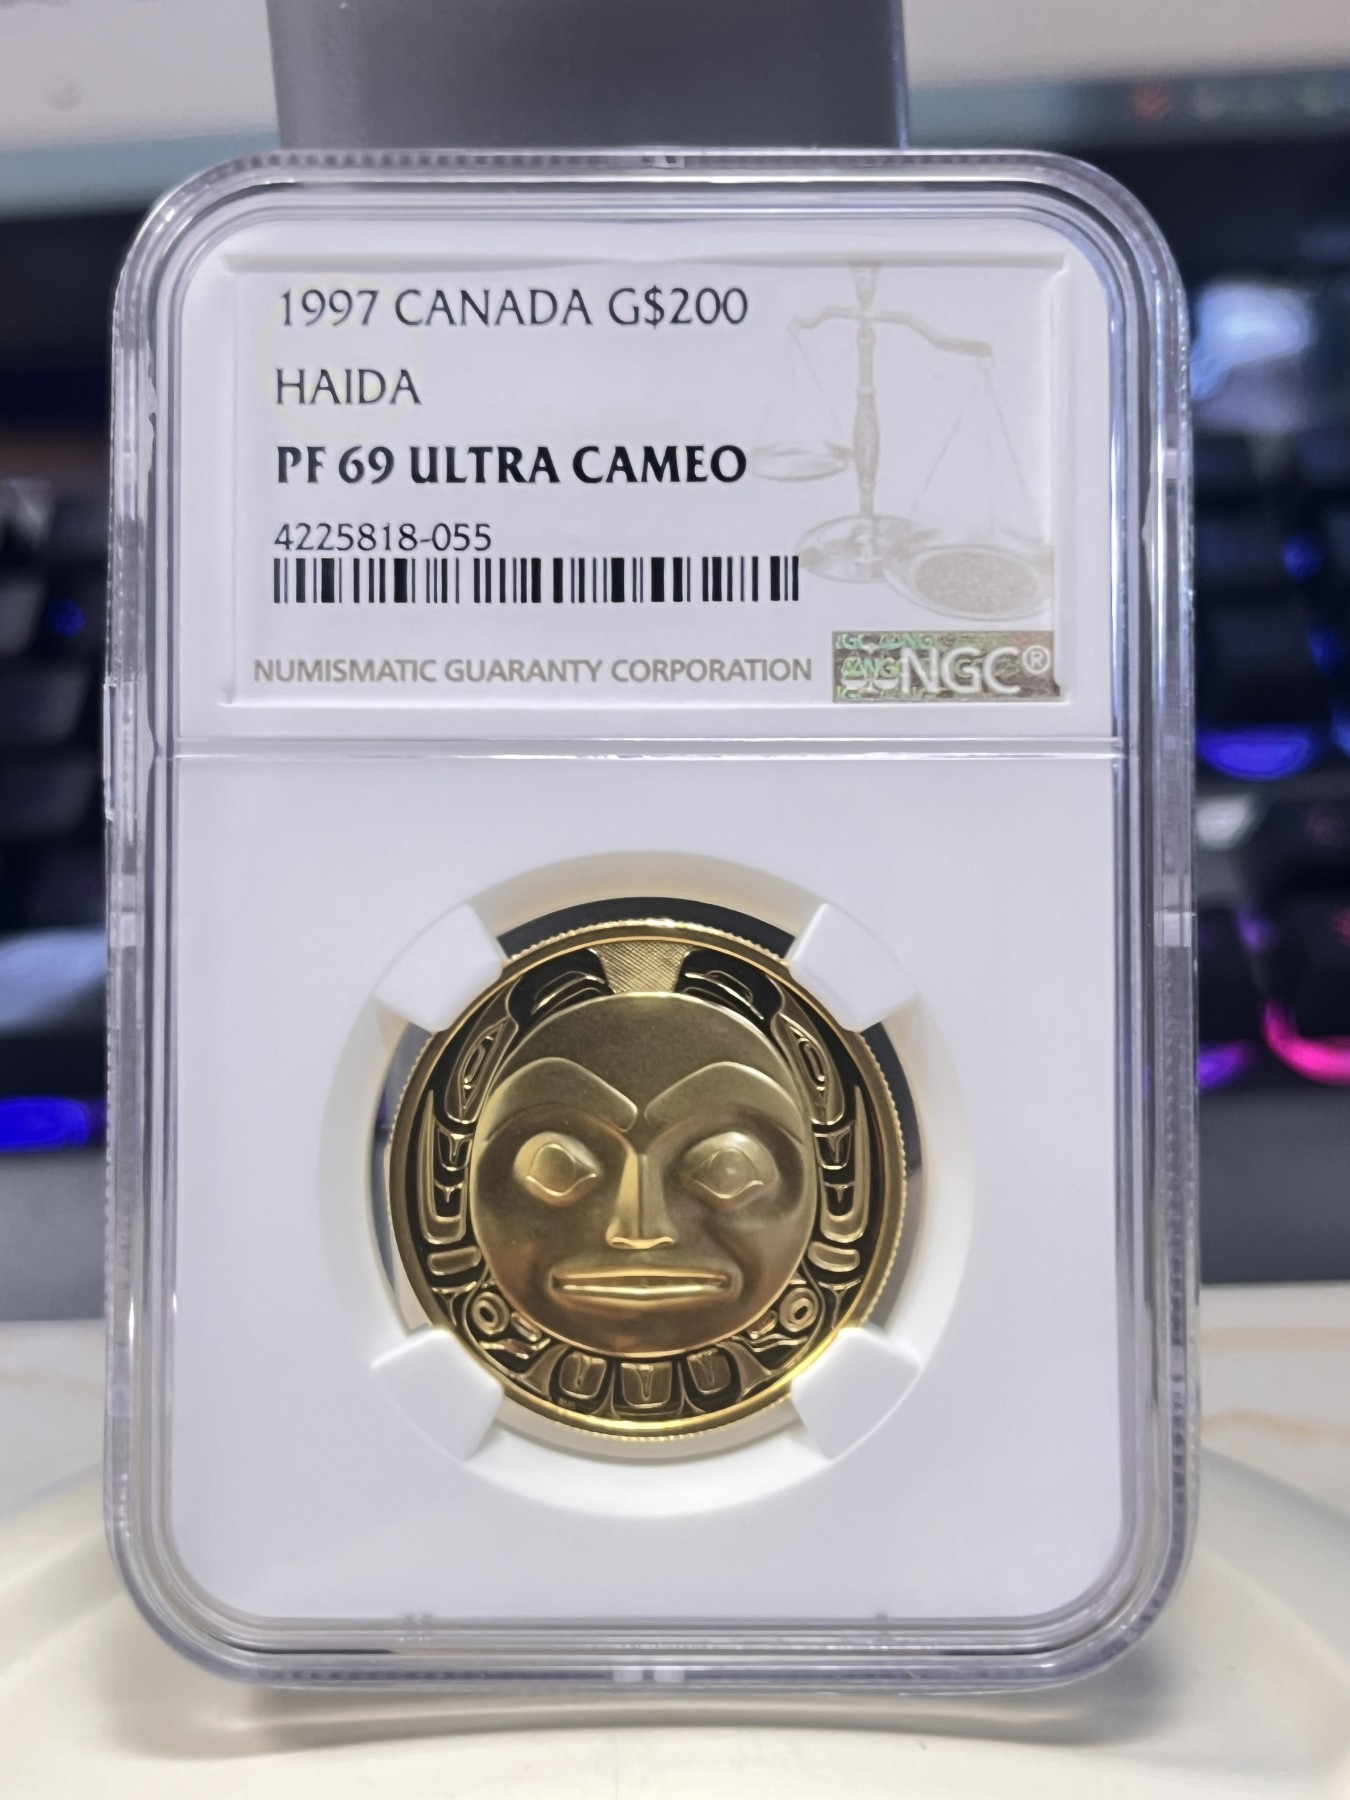 1997 CANADA G$200
HAIDA
PF 69 ULTRA CAMEO
4225818-055
NUMISMATIC GUARANTY CORPORATION
NGC®